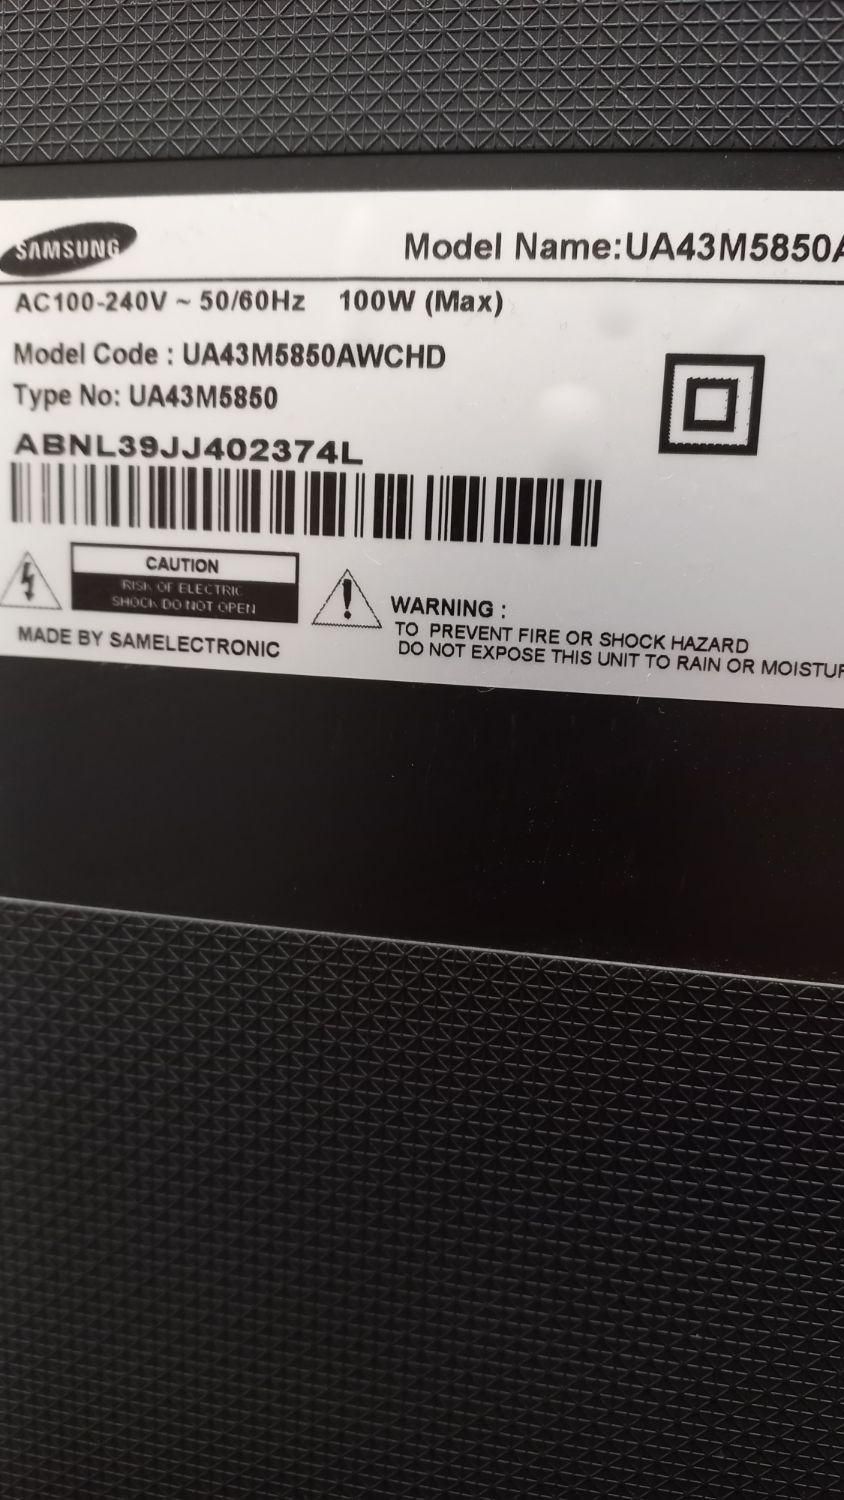 SAMSUNG
Model Name:UA43M5850A
AC100-240V ~ 50/60Hz 100W (Max)
Model Code : UA43M5850AWCHD
Type No: UA43M5850
ABNL39JJ402374L
CAUTION
RISK OF ELECTRIC
SHOCK DO NOT OPEN
WARNING :
TO PREVENT FIRE OR SHOCK HAZARD
DO NOT EXPOSE THIS UNIT TO RAIN OR MOISTUR
MADE BY SAMELECTRONIC